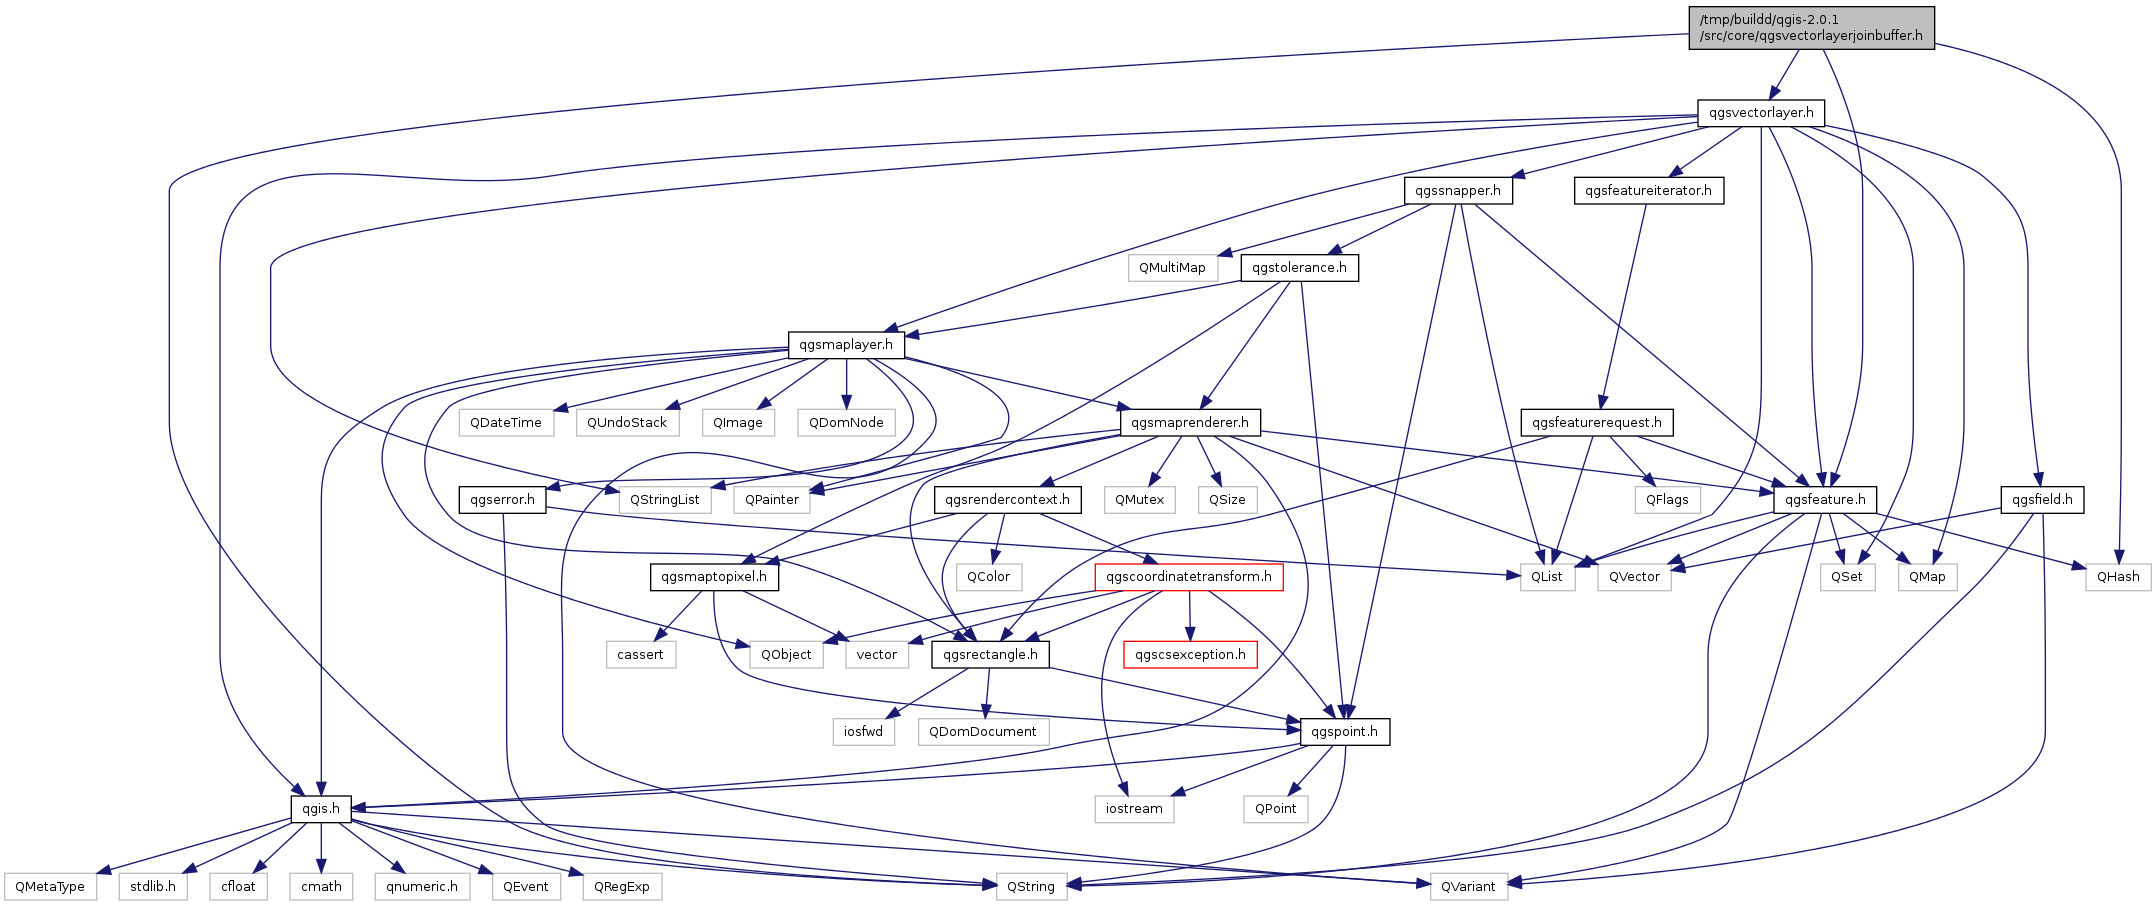 /tmp/buildd/qgis-2.0.1
/src/core/qgsvectorlayerjoinbuffer.h
qgsvectorlayer.h
qgssnapper.h
qgsfeatureiterator.h
QMultiMap
qgstolerance.h
qgsmaplayer.h
QDateTime
QUndoStack
QImage
QDomNode
qgsmaprenderer.h
qgsfeaturerequest.h
qgserror.h
QStringList
QPainter
qgsrendercontext.h
QMutex
QSize
QFlags
qgsfeature.h
qgsfield.h
qgsmaptopixel.h
QColor
qgscoordinatetransform.h
QList
QVector
QSet
QMap
QHash
cassert
QObject
vector
qgsrectangle.h
qgscsexception.h
iosfwd
QDomDocument
qgspoint.h
qgis.h
iostream
QPoint
QMetaType
stdlib.h
cfloat
cmath
qnumeric.h
QEvent
QRegExp
QString
QVariant